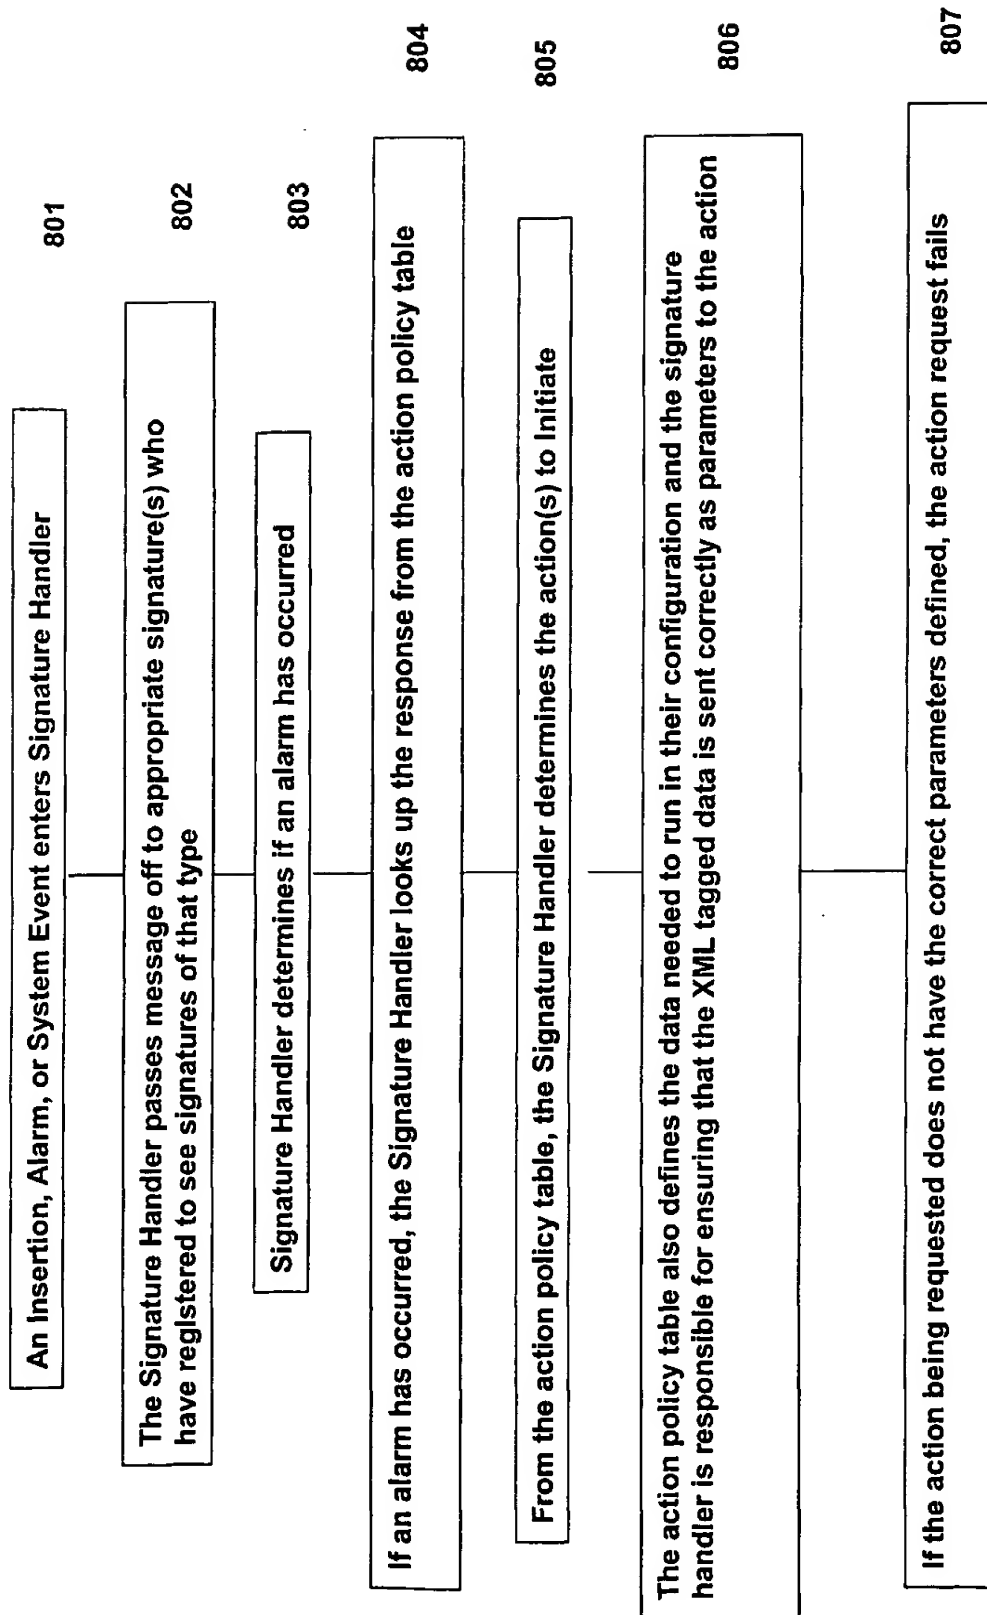 An Insertion, Alarm, or System Event enters Signature Handler
801
The Signature Handler passes message off to appropriate signature(s) who
have registered to see signatures of that type
802
Signature Handler determines if an alarm has occurred
803
If an alarm has occurred, the Signature Handler looks up the response from the action policy table
804
From the action policy table, the Signature Handler determines the action(s) to Initiate
805
The action policy table also defines the data needed to run in their configuration and the signature
handler is responsible for ensuring that the XML tagged data is sent correctly as parameters to the action
806
If the action being requested does not have the correct parameters defined, the action request fails
807